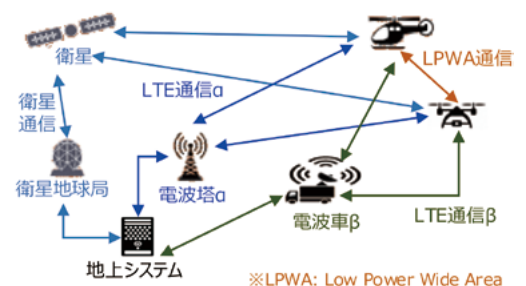 衛星
LPWA通信
LTE通信α
衛星
通信
衛星地球局
電波塔α
電波車β
LTE通信β
地上システム
※LPWA: Low Power Wide Area